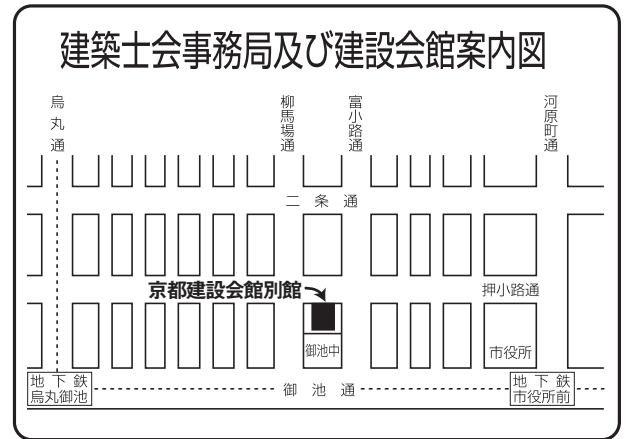 建築士会事務局及び建設会館案内図
烏丸通
柳馬場通
富小路通
河原町通
二条通
京都建設会館別館
押小路通
御池中
市役所
地下鉄
烏丸御池
御池通
地下鉄
市役所前